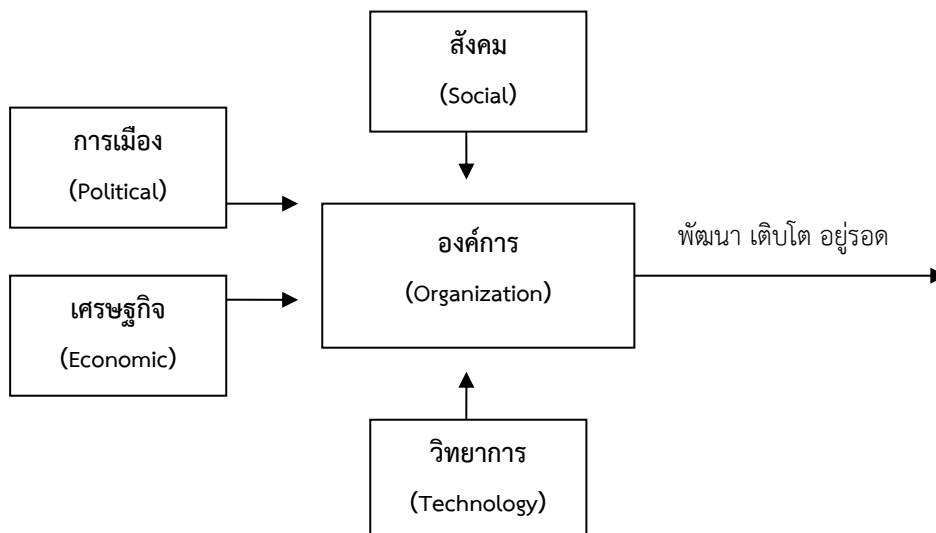 สังคม
(Social)
การเมือง
(Political)
องค์การ
(Organization)
พัฒนา เติบโต อยู่รอด
เศรษฐกิจ
(Economic)
วิทยาการ
(Technology)